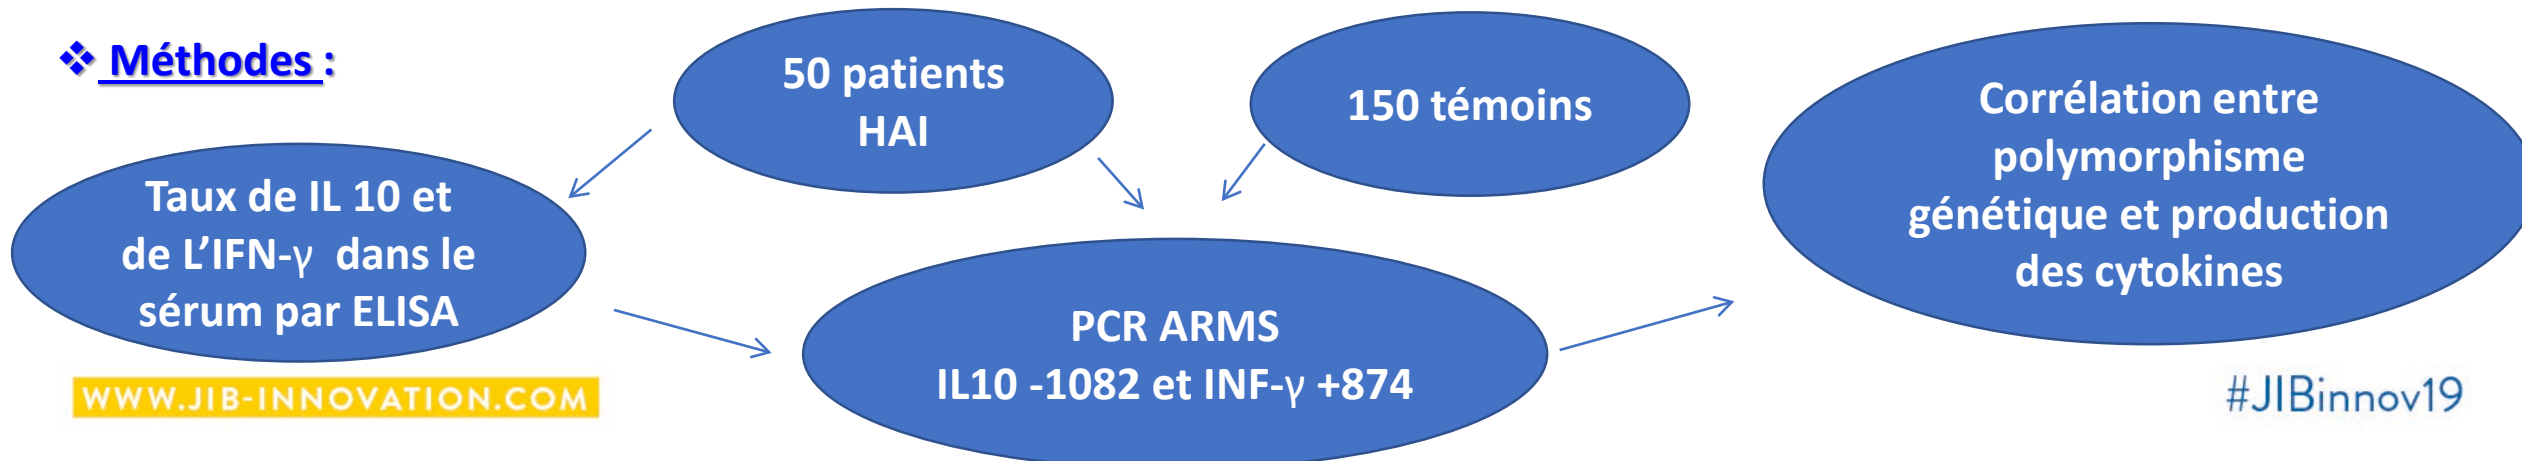 ❖ Méthodes :
50 patients
HAI
150 témoins
Corrélation entre
polymorphisme
génétique et production
des cytokines
Taux de IL 10 et
de L’IFN-γ dans le
sérum par ELISA
PCR ARMS
IL10 -1082 et INF-γ +874
WWW.JIB-INNOVATION.COM
#JIBinnov19